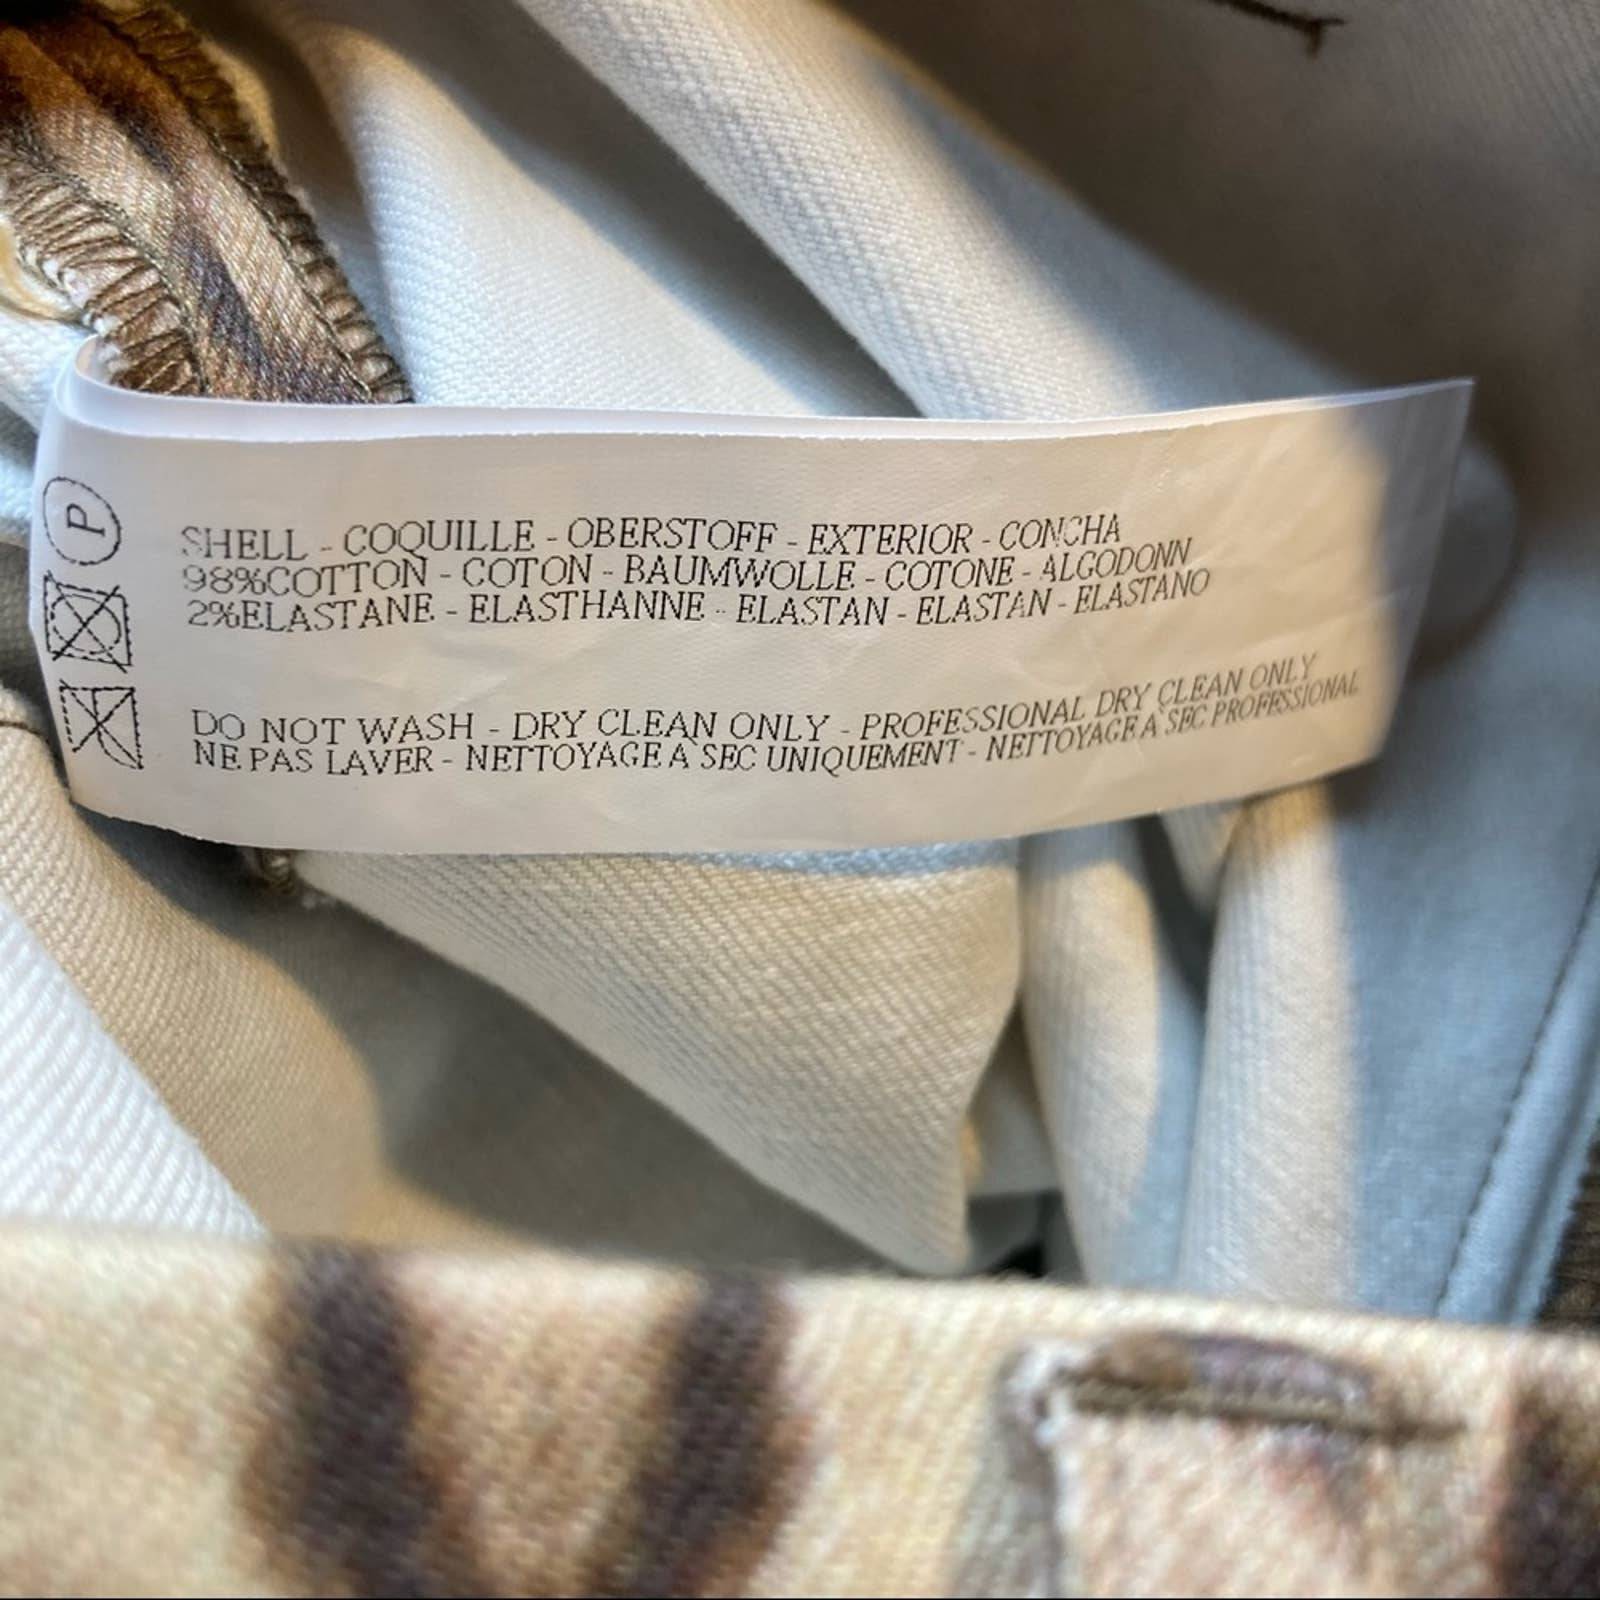 P
SHELL - COQUILLE - OBERSTOFF - EXTERIOR - CONCHA
98%COTTON - COTON - BAUMWOLLE - COTONE - ALGODONN
2%ELASTANE - ELASTHANNE - ELASTAN - ELASTAN - ELASTANO
DO NOT WASH - DRY CLEAN ONLY - PROFESSIONAL DRY CLEAN ONLY
NE PAS LAVER - NETTOYAGE À SEC UNIQUEMENT - NETTOYAGE À SEC PROFESSIONAL